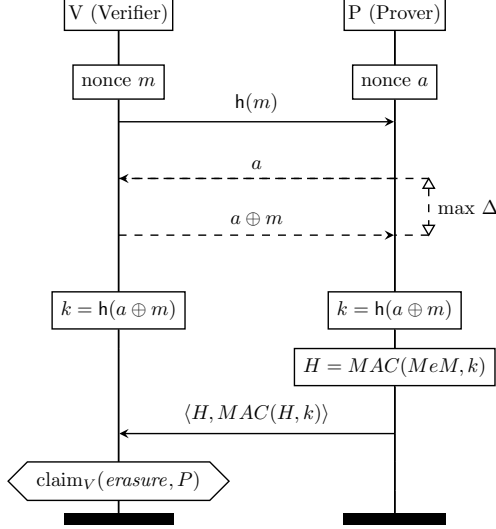 V (Verifier) P (Prover)
nonce m nonce a
h(m)
a
max Δ
a ⊕ m
k = h(a ⊕ m) k = h(a ⊕ m)
H = MAC(MeM, k)
⟨H, MAC(H, k)⟩
claim_V(erasure, P)